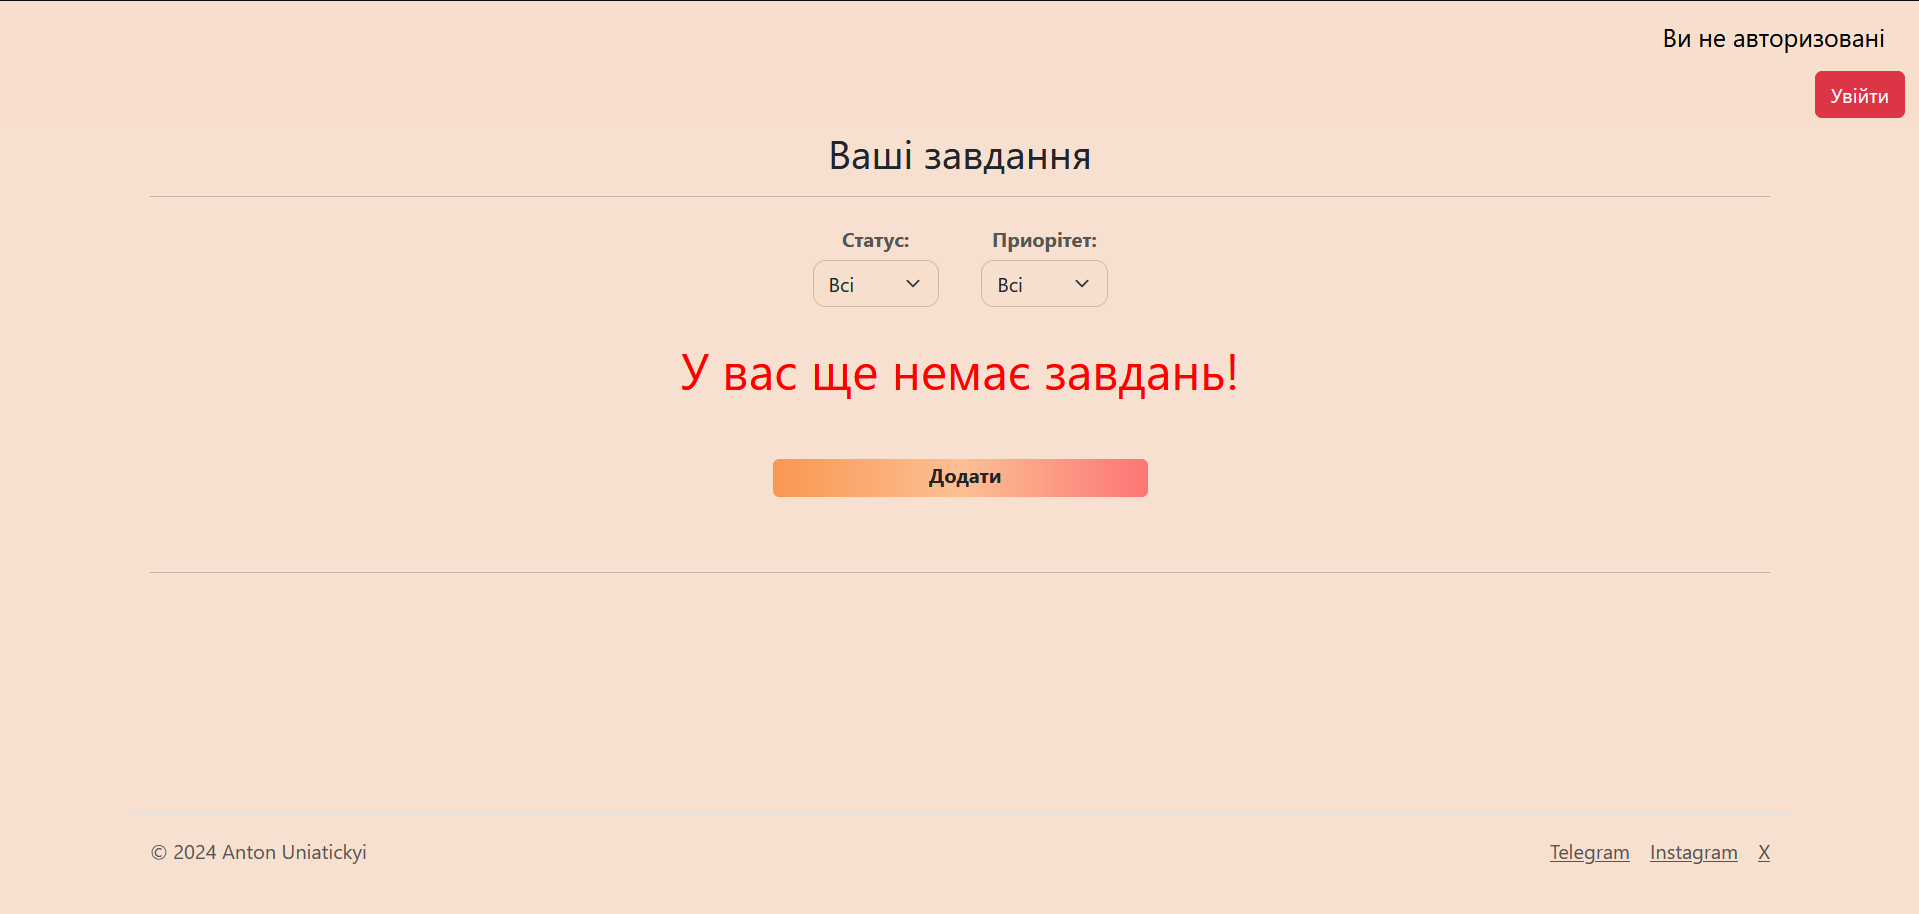 Ви не авторизовані
Увійти
Ваші завдання
Статус: Приорітет:
Всі Всі
У вас ще немає завдань!
Додати
© 2024 Anton Uniatickyi Telegram Instagram X